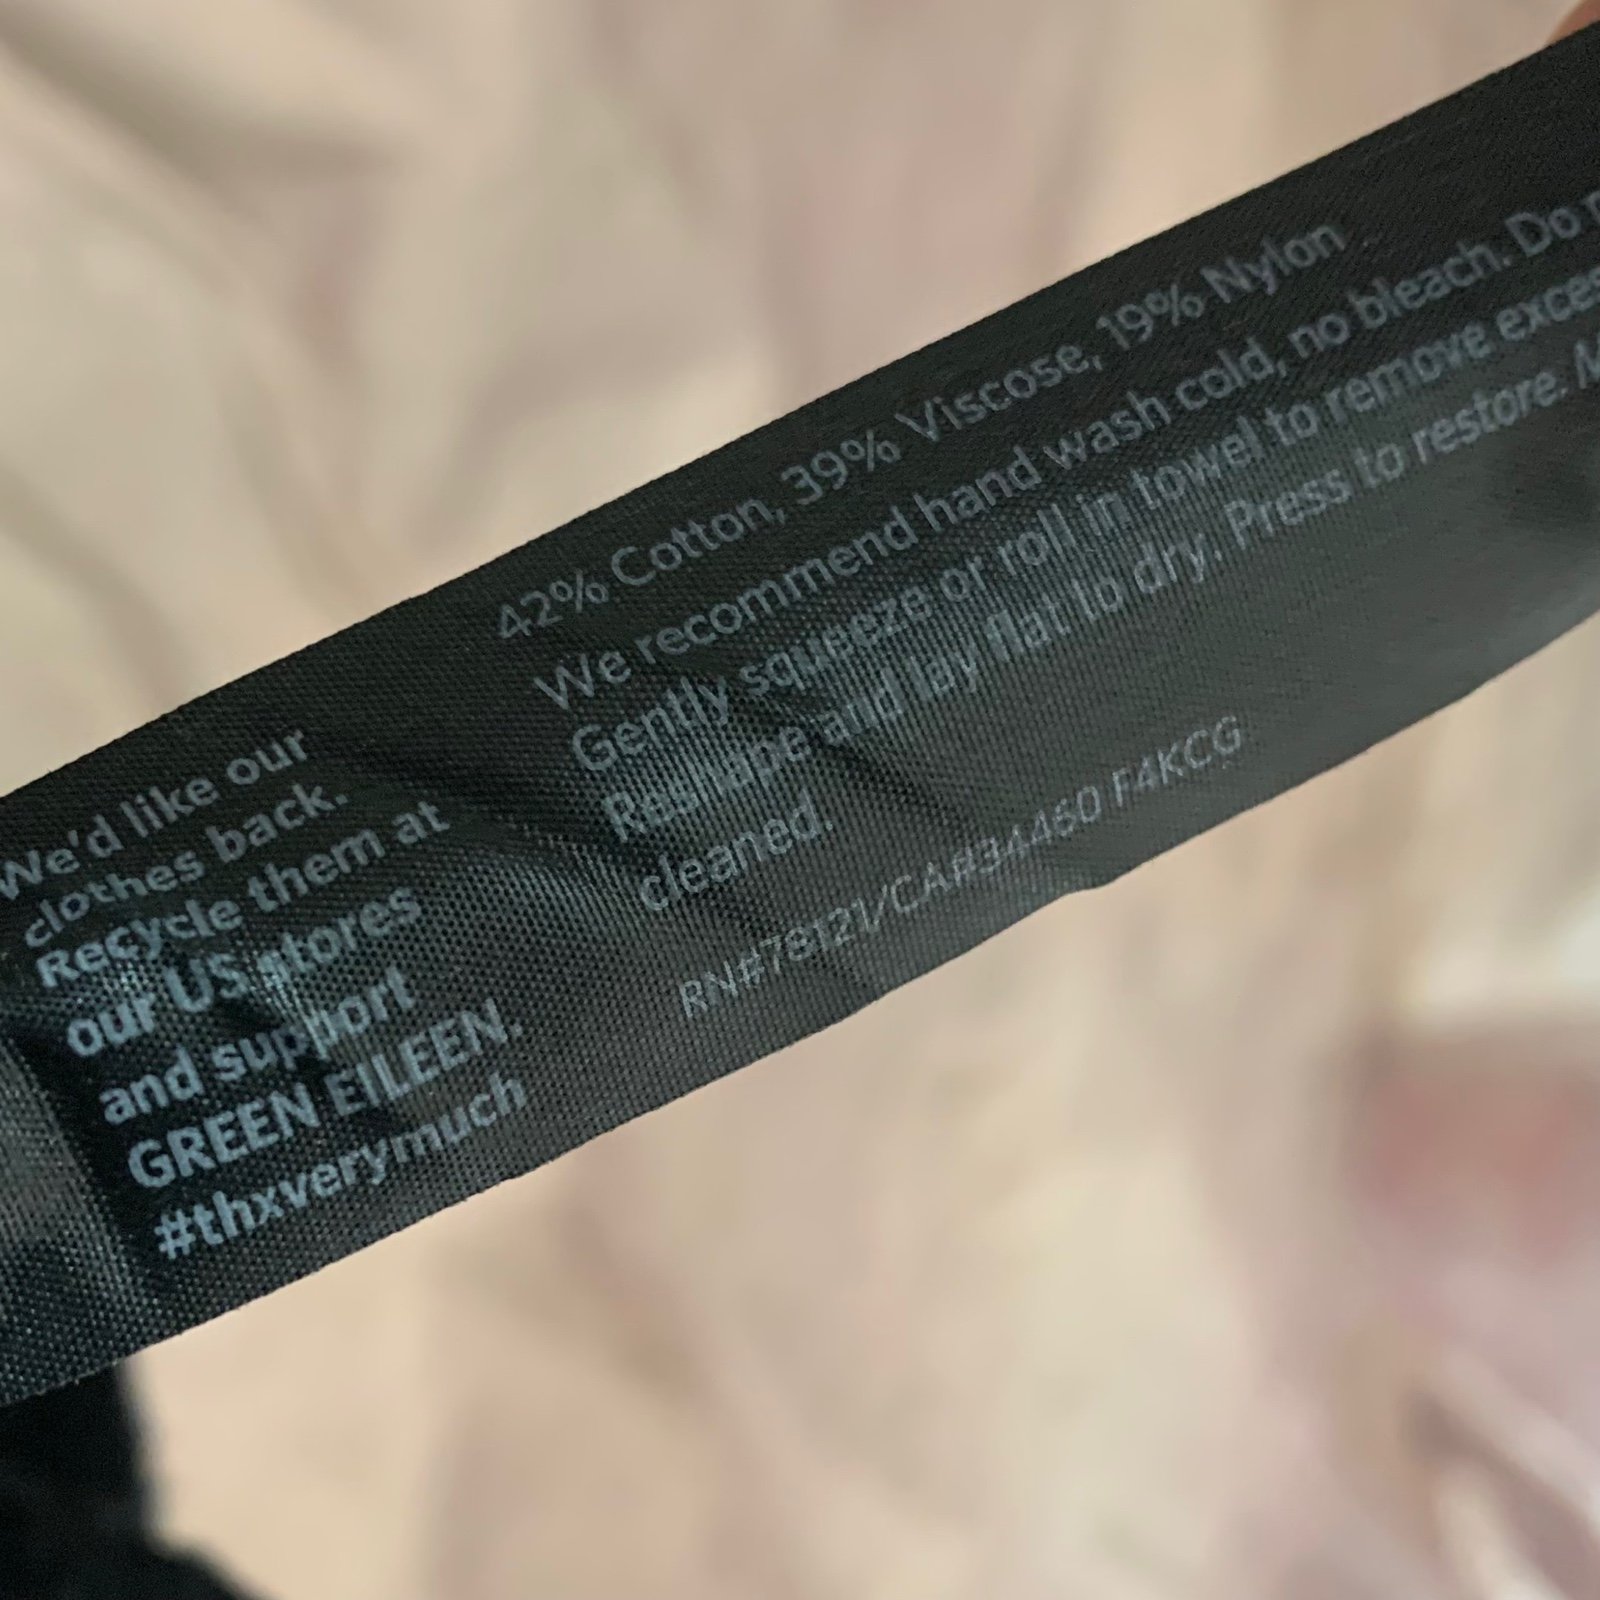 We'd like our
clothes back.
Recycle them at
our US stores
and support
GREEN EILEEN.
#thxverymuch
42% Cotton, 39% Viscose, 19% Nylon
We recommend hand wash cold, no bleach. Do
Gently squeeze or roll in towel to remove
Reshape and lay flat to dry. Press to restore.
cleaned.
RN#78121/CA#34460 F4KCG